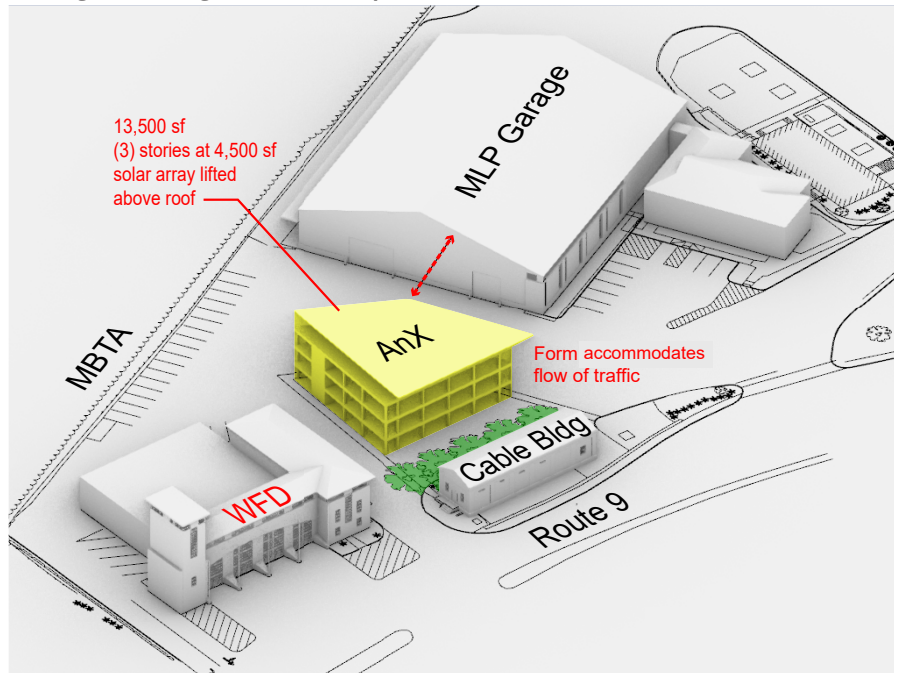 MLP Garage
13,500 sf
(3) stories at 4,500 sf
solar array lifted
above roof
MBTA
AnX
Form accommodates
flow of traffic
Cable Bldg
WFD
Route 9